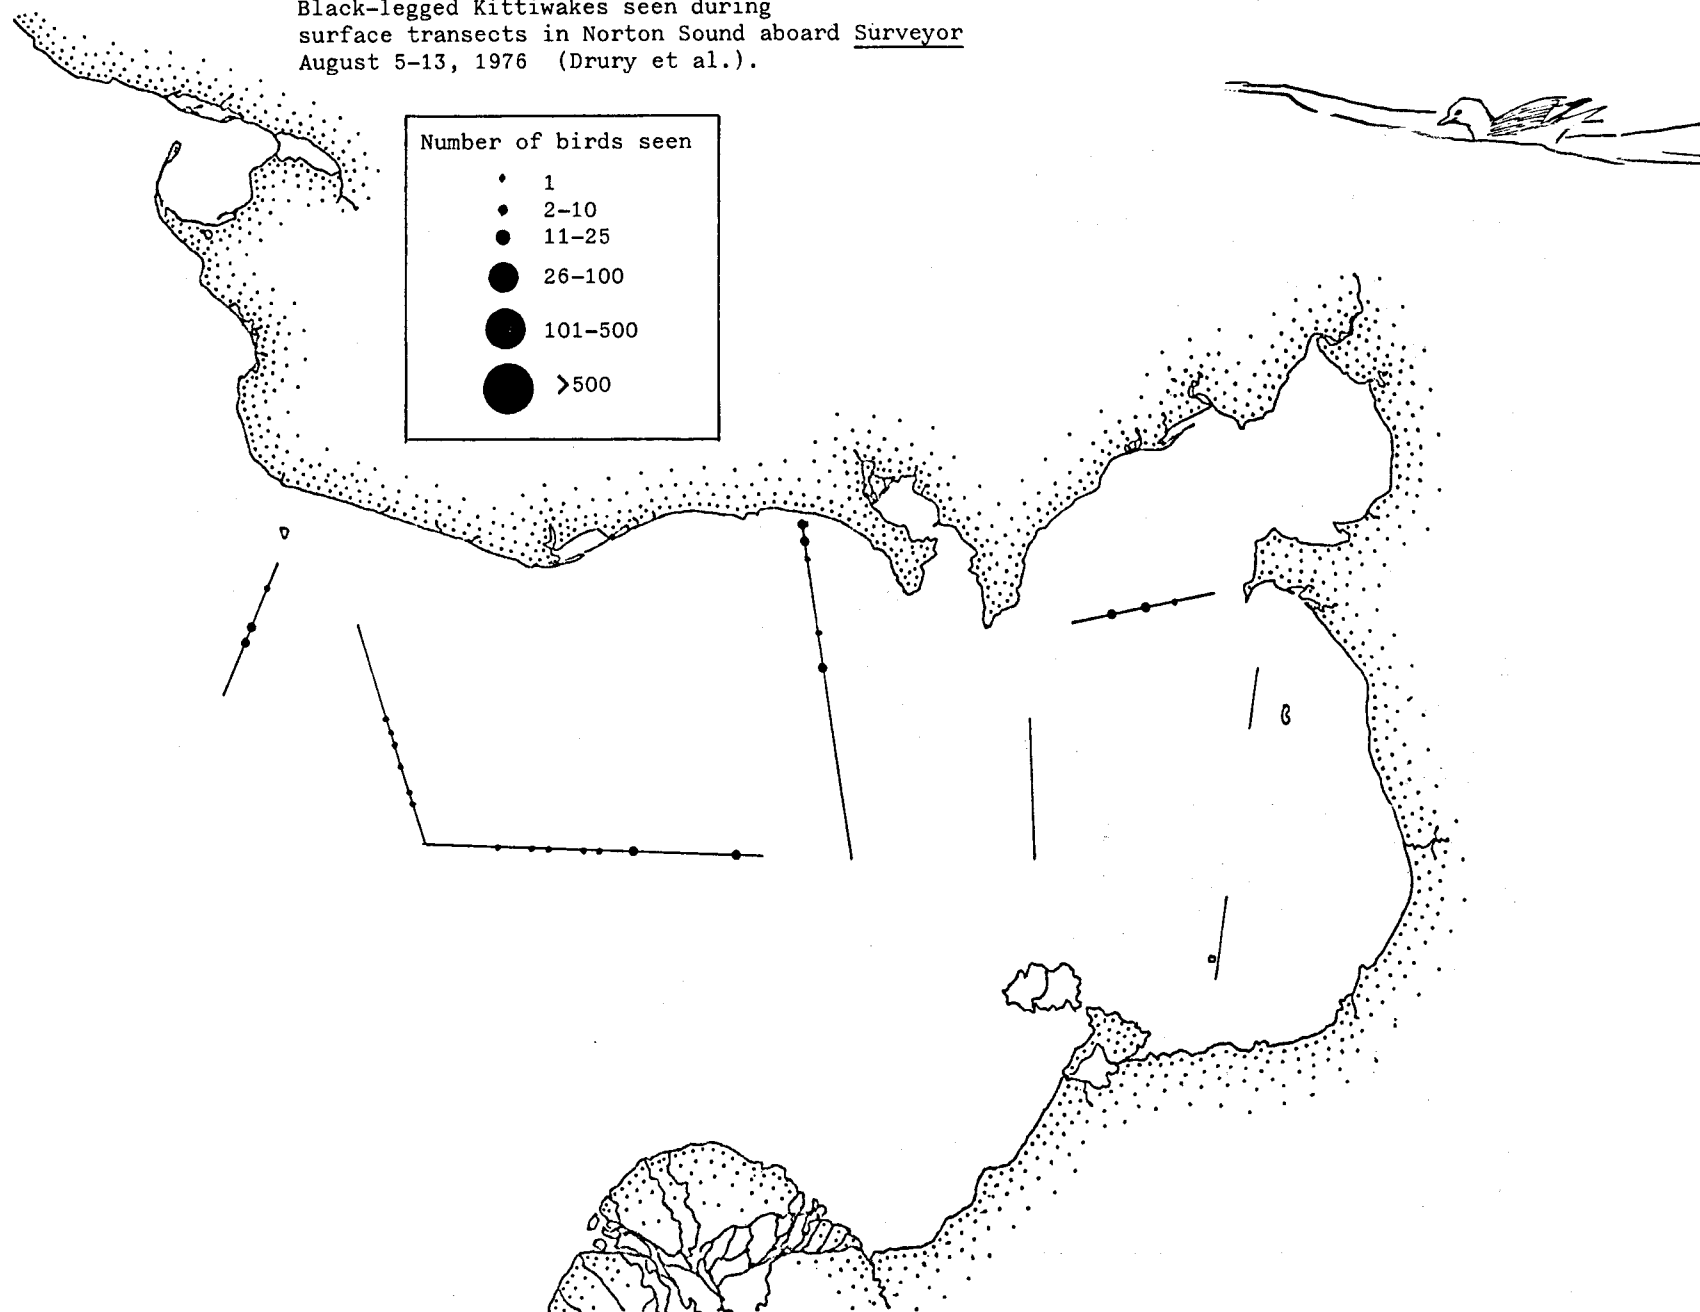 Black-legged Kittiwakes seen during
surface transects in Norton Sound aboard Surveyor
August 5-13, 1976 (Drury et al.).
Number of birds seen
1
2-10
11-25
26-100
101-500
>500